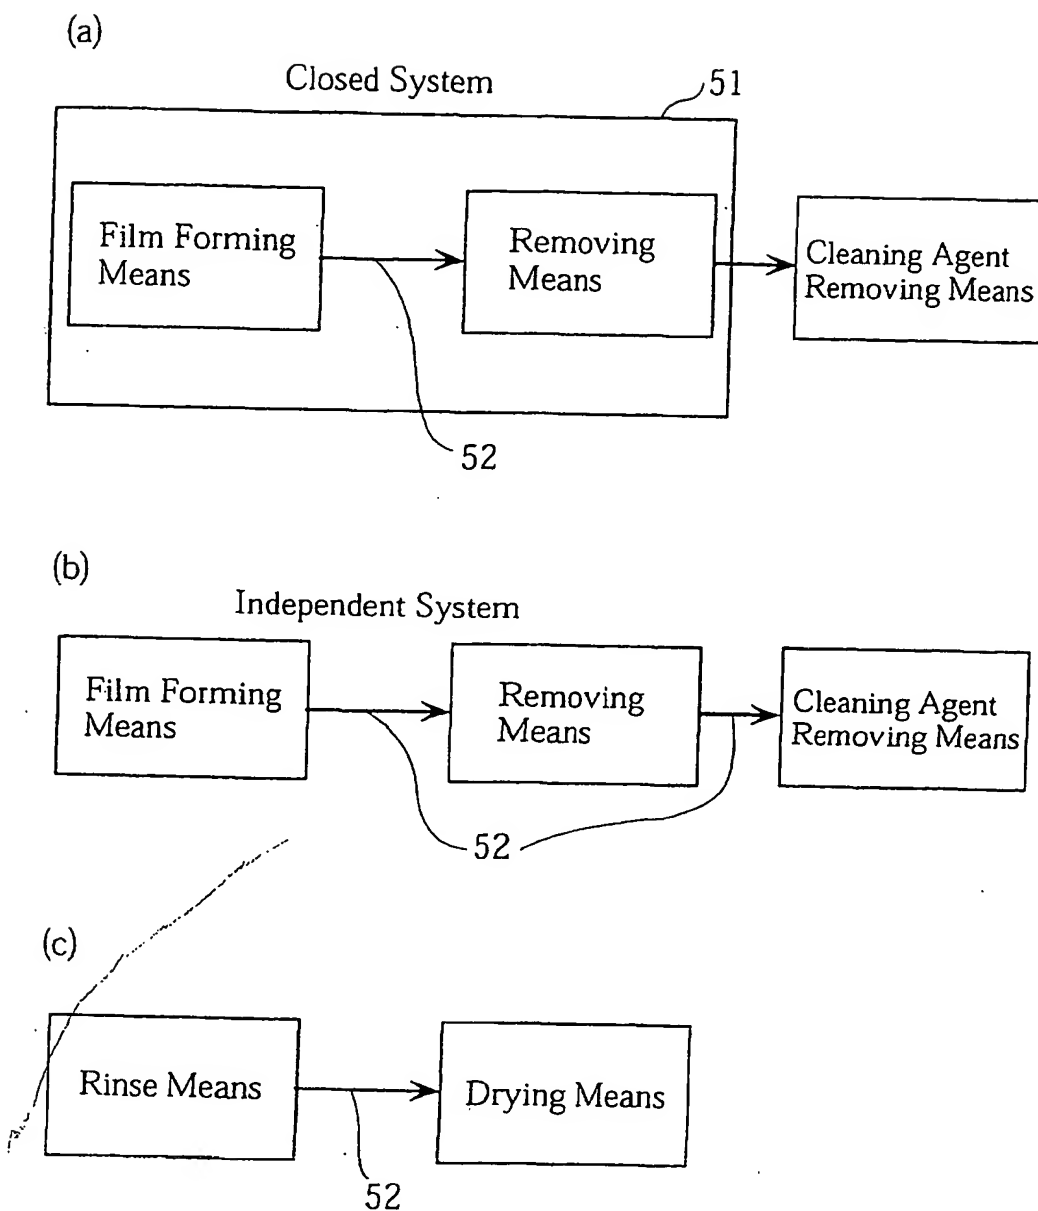 (a)
Closed System
51
Film Forming
Means
Removing
Means
Cleaning Agent
Removing Means
52
(b)
Independent System
Film Forming
Means
Removing
Means
Cleaning Agent
Removing Means
52
(c)
Rinse Means
Drying Means
52